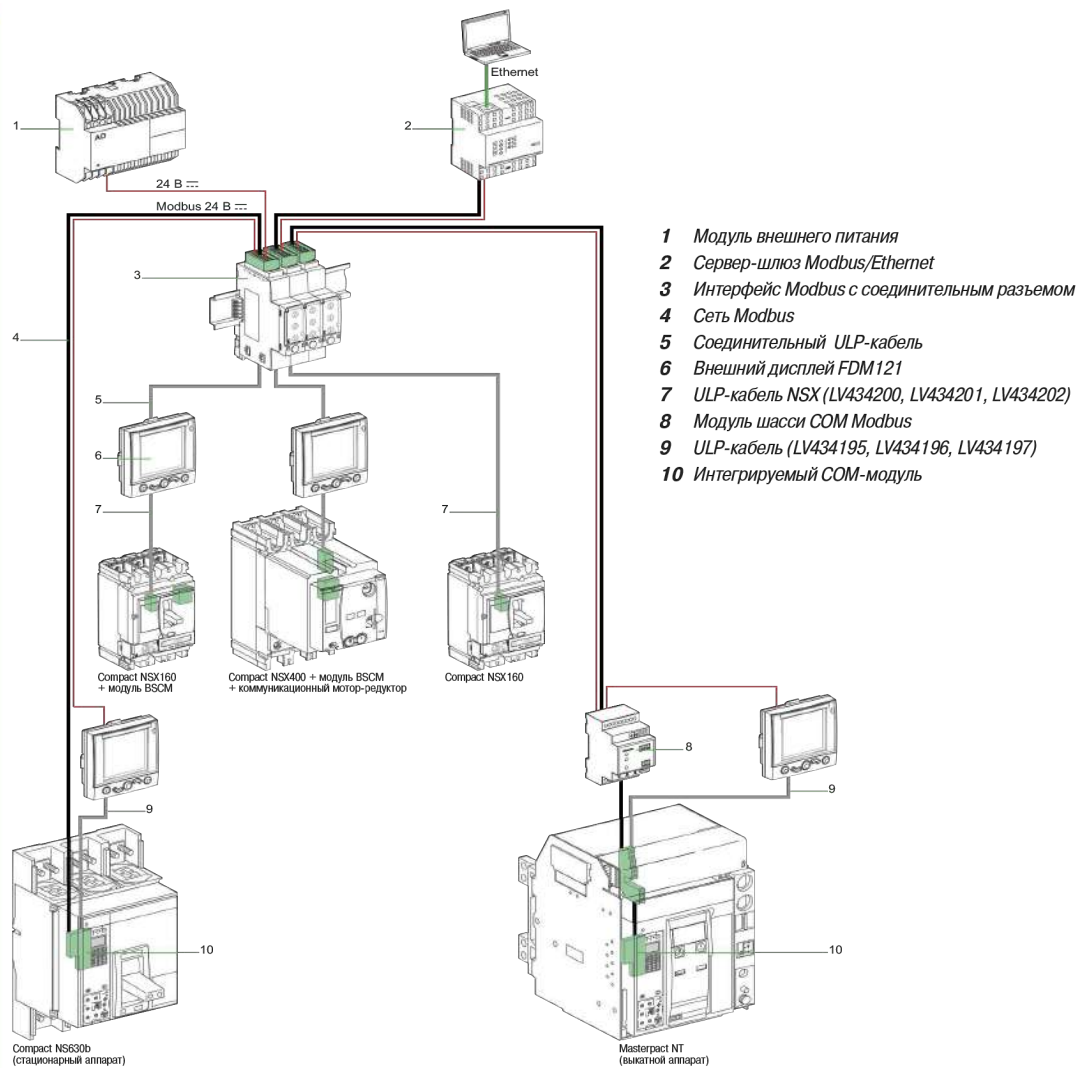 Ethernet
1
AD
2
24 В
Modbus 24 В
3
4
5
6
7
7
Compact NSX160
+ модуль BSCM
Compact NSX400 + модуль BSCM
+ коммуникационный мотор-редуктор
Compact NSX160
8
9
9
10
10
Compact NS630b
(стационарный аппарат)
Masterpact NT
(выкатной аппарат)
1 Модуль внешнего питания
2 Сервер-шлюз Modbus/Ethernet
3 Интерфейс Modbus с соединительным разъемом
4 Сеть Modbus
5 Соединительный ULP-кабель
6 Внешний дисплей FDM121
7 ULP-кабель NSX (LV434200, LV434201, LV434202)
8 Модуль шасси COM Modbus
9 ULP-кабель (LV434195, LV434196, LV434197)
10 Интегрируемый COM-модуль